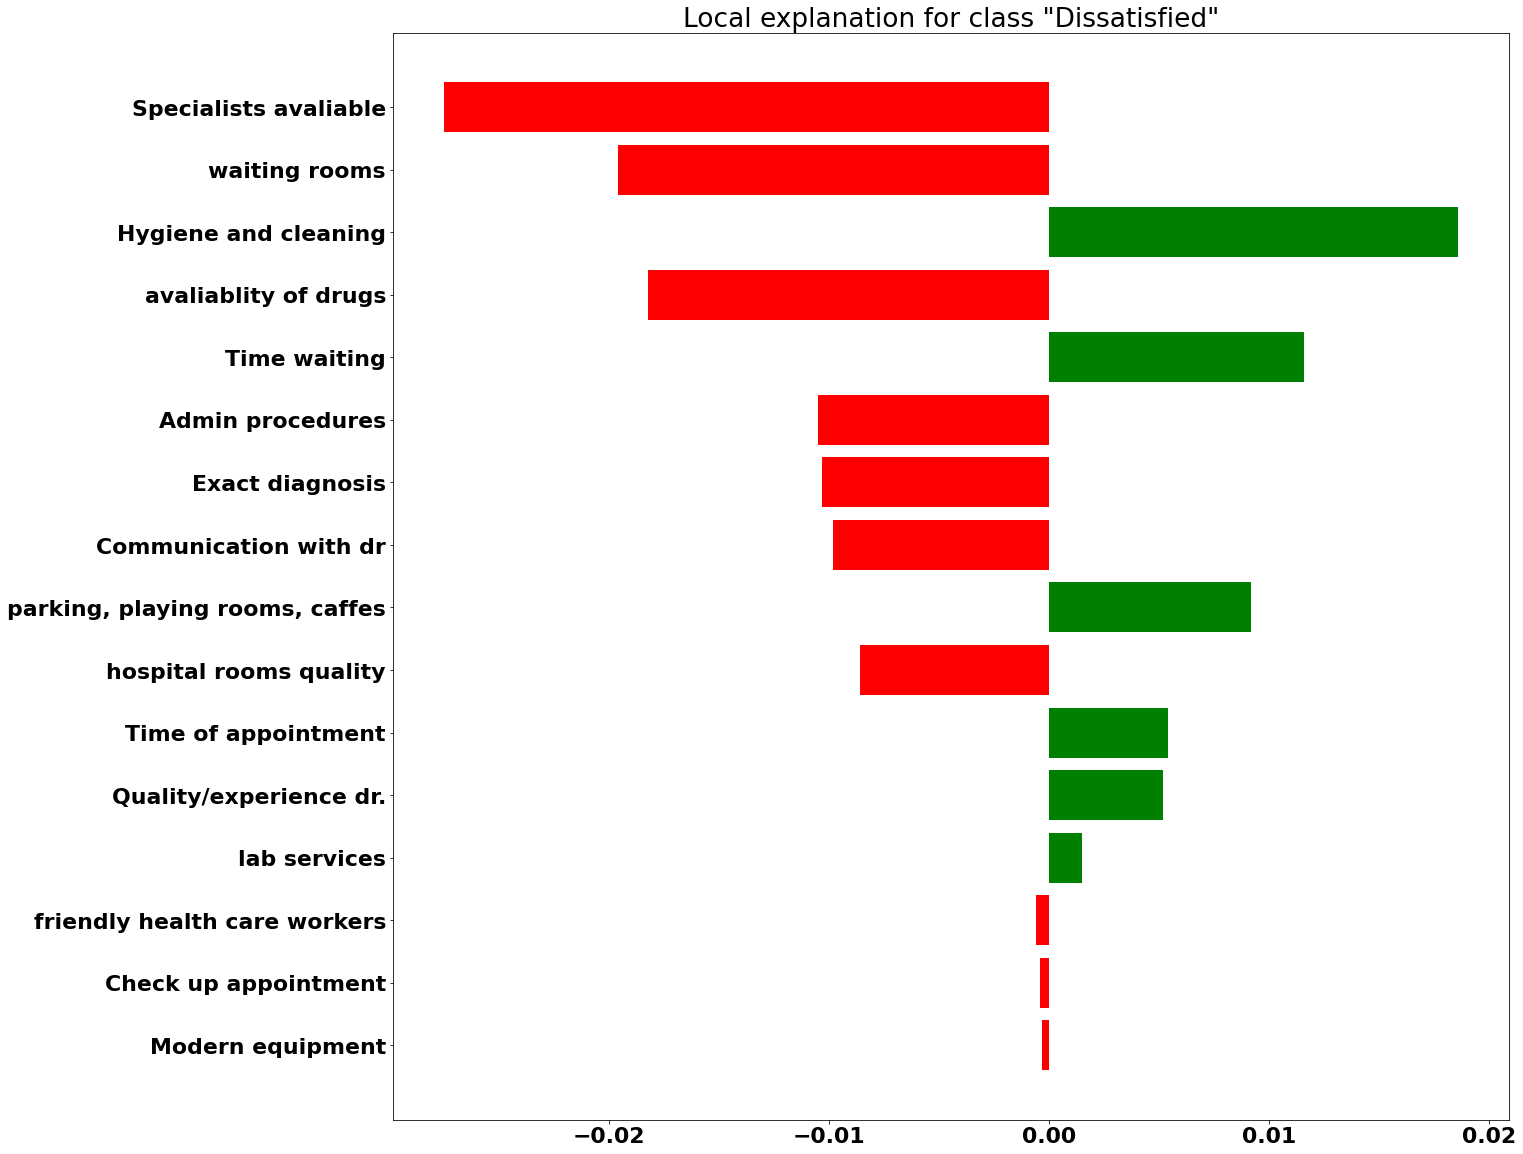 Local explanation for class "Dissatisfied"
Specialists avaliable
waiting rooms
Hygiene and cleaning
avaliablity of drugs
Time waiting
Admin procedures
Exact diagnosis
Communication with dr
parking, playing rooms, caffes
hospital rooms quality
Time of appointment
Quality/experience dr.
lab services
friendly health care workers
Check up appointment
Modern equipment
−0.02 −0.01 0.00 0.01 0.02